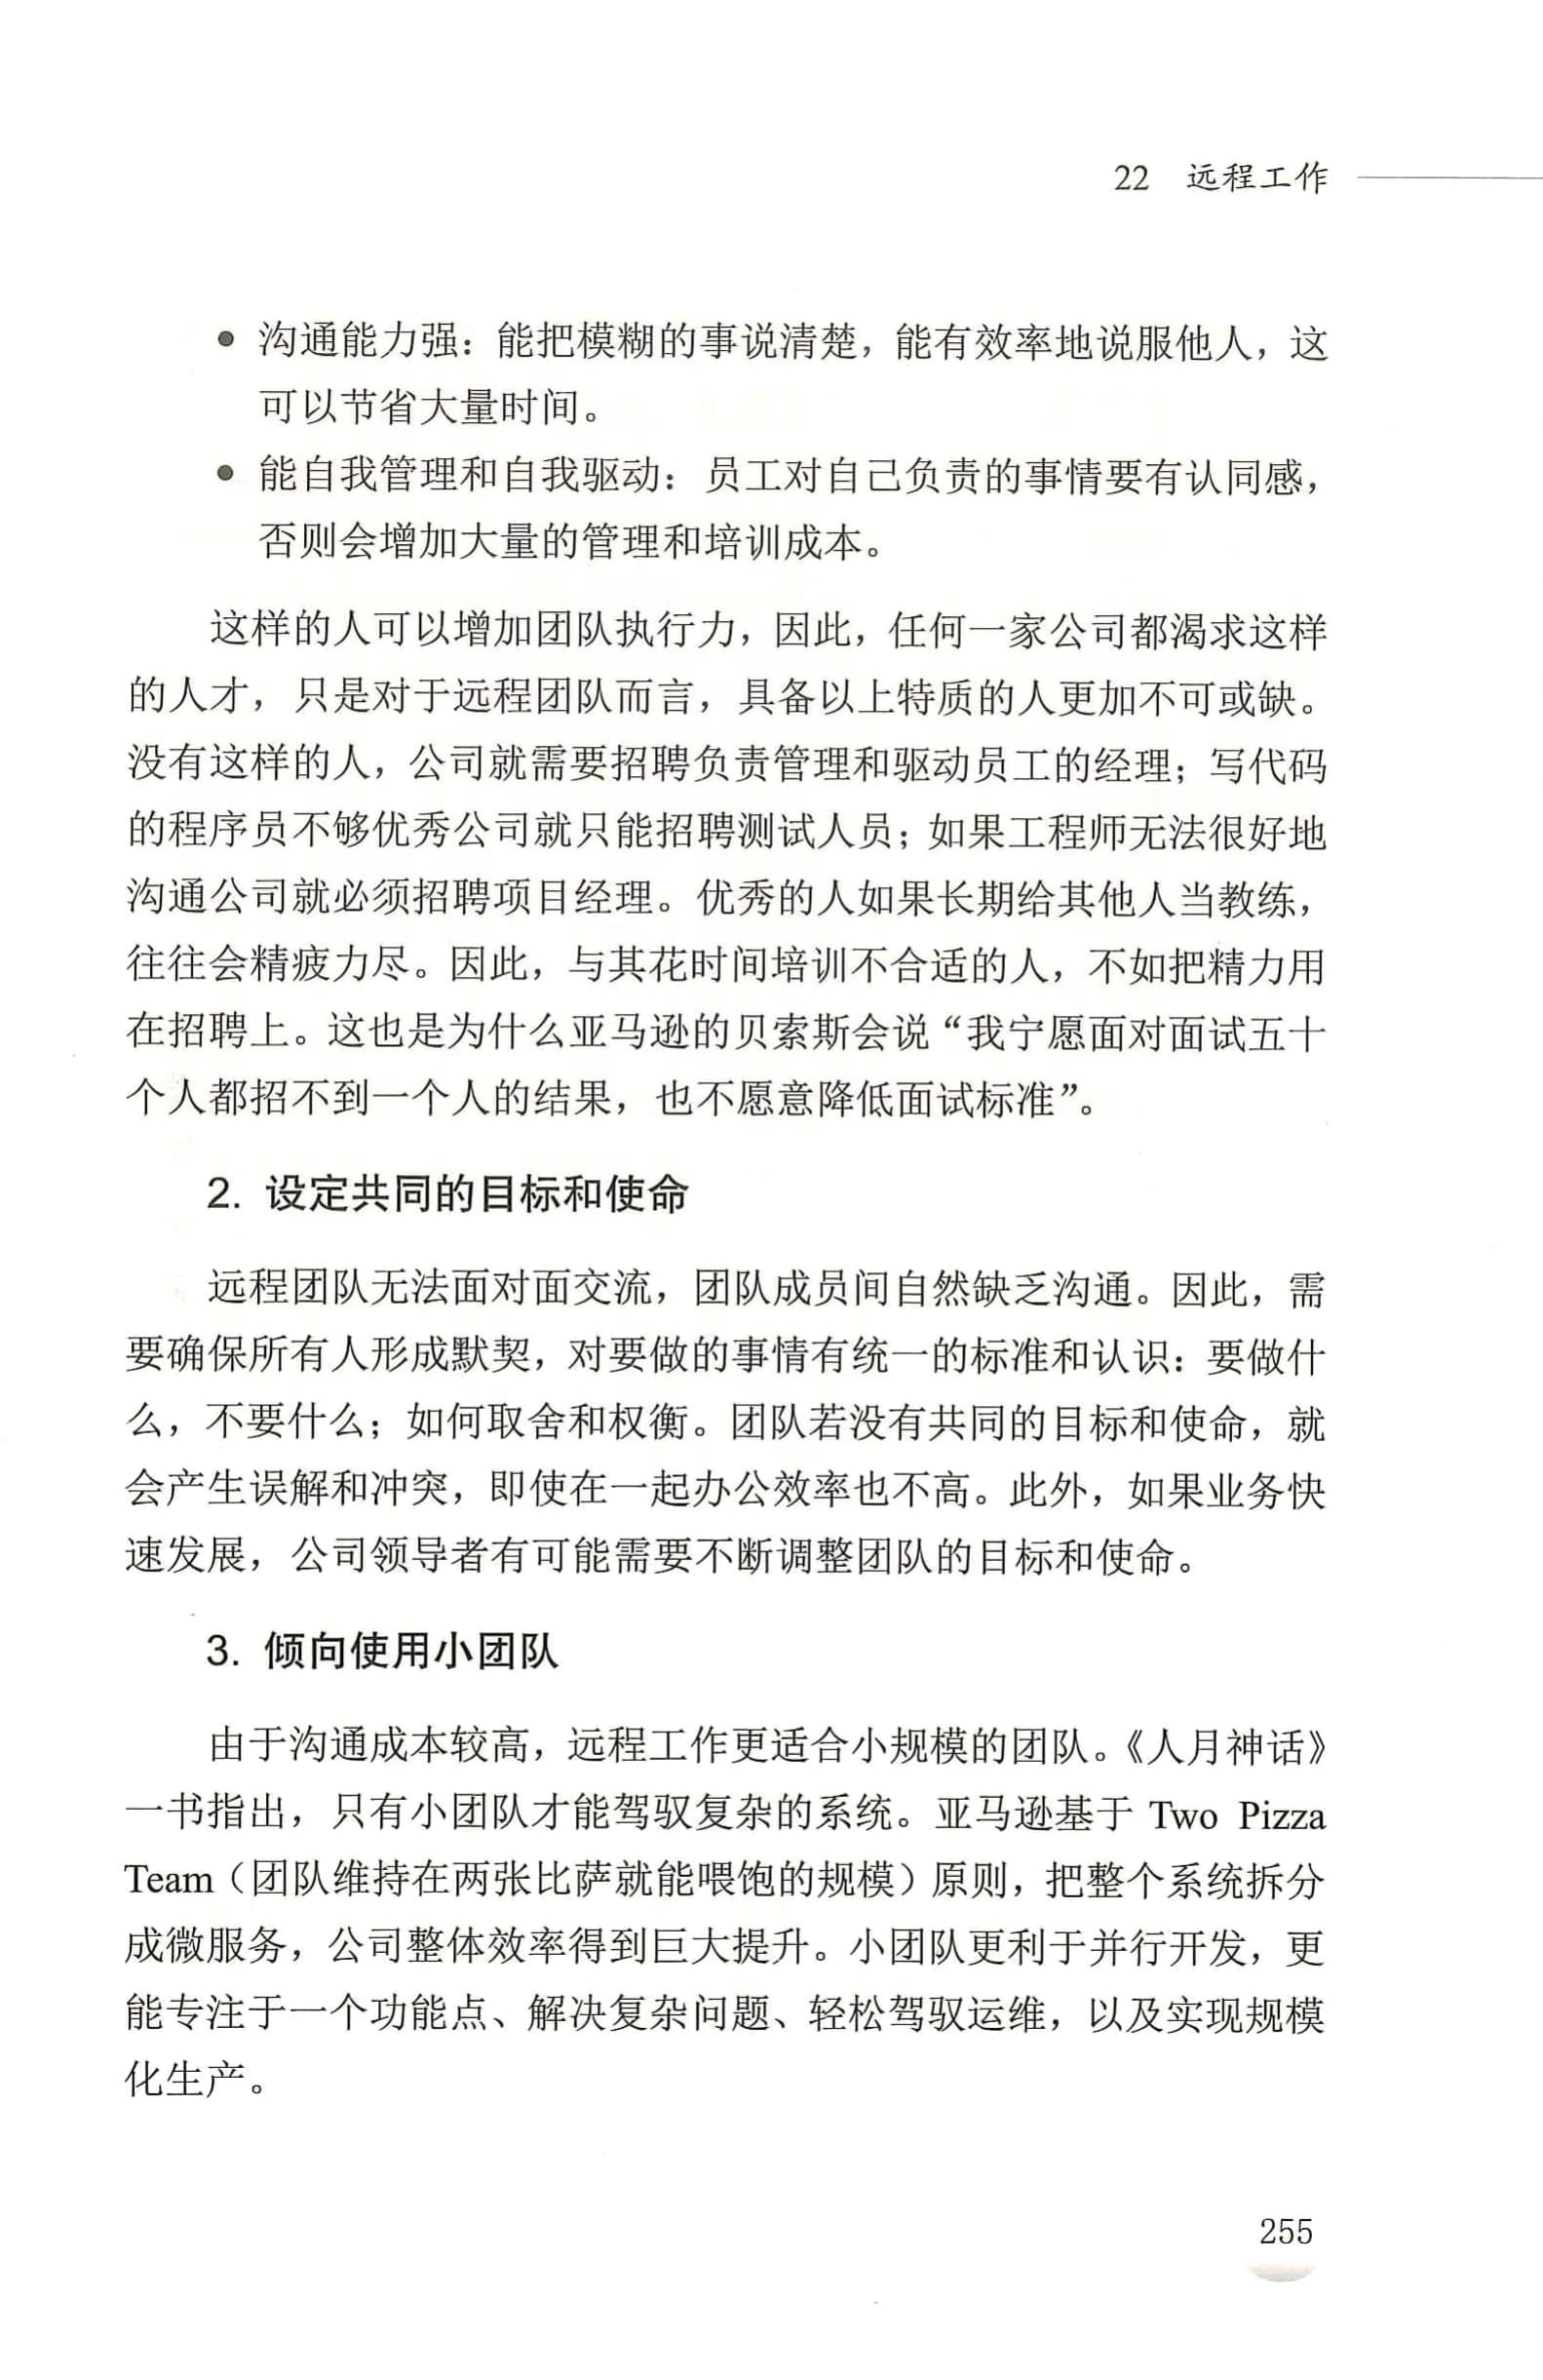 22 远程工作
● 沟通能力强：能把模糊的事说清楚，能有效率地说服他人，这
可以节省大量时间。
● 能自我管理和自我驱动：员工对自己负责的事情要有认同感，
否则会增加大量的管理和培训成本。
这样的人可以增加团队执行力，因此，任何一家公司都渴求这样
的人才，只是对于远程团队而言，具备以上特质的人更加不可或缺。
没有这样的人，公司就需要招聘负责管理和驱动员工的经理；写代码
的程序员不够优秀公司就只能招聘测试人员；如果工程师无法很好地
沟通公司就必须招聘项目经理。优秀的人如果长期给其他人当教练，
往往会精疲力尽。因此，与其花时间培训不合适的人，不如把精力用
在招聘上。这也是为什么亚马逊的贝索斯会说“我宁愿面对面试五十
个人都招不到一个人的结果，也不愿意降低面试标准”。
2. 设定共同的目标和使命
远程团队无法面对面交流，团队成员间自然缺乏沟通。因此，需
要确保所有人形成默契，对要做的事情有统一的标准和认识：要做什
么，不要什么；如何取舍和权衡。团队若没有共同的目标和使命，就
会产生误解和冲突，即使在一起办公效率也不高。此外，如果业务快
速发展，公司领导者有可能需要不断调整团队的目标和使命。
3. 倾向使用小团队
由于沟通成本较高，远程工作更适合小规模的团队。《人月神话》
一书指出，只有小团队才能驾驭复杂的系统。亚马逊基于 Two Pizza
Team（团队维持在两张比萨就能喂饱的规模）原则，把整个系统拆分
成微服务，公司整体效率得到巨大提升。小团队更利于并行开发，更
能专注于一个功能点、解决复杂问题、轻松驾驭运维，以及实现规模
化生产。
255